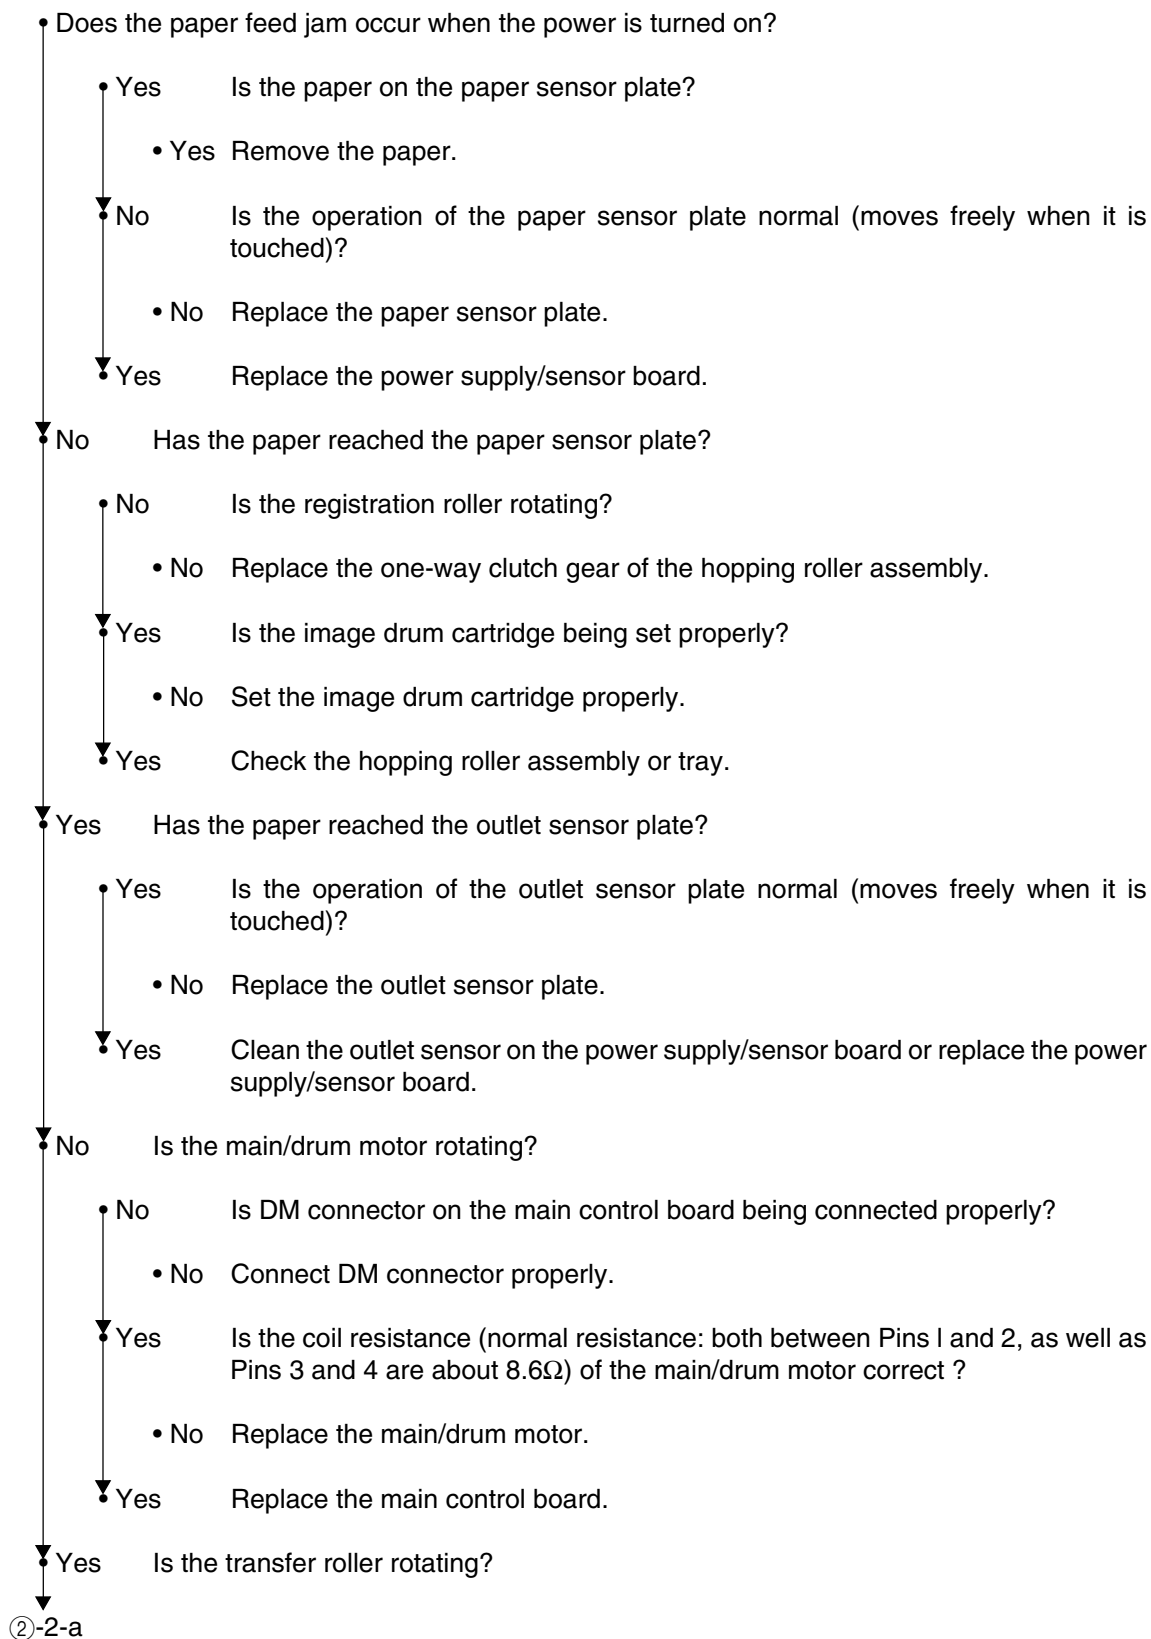 • Does the paper feed jam occur when the power is turned on?
• Yes Is the paper on the paper sensor plate?
• Yes Remove the paper.
• No Is the operation of the paper sensor plate normal (moves freely when it is
touched)?
• No Replace the paper sensor plate.
• Yes Replace the power supply/sensor board.
• No Has the paper reached the paper sensor plate?
• No Is the registration roller rotating?
• No Replace the one-way clutch gear of the hopping roller assembly.
• Yes Is the image drum cartridge being set properly?
• No Set the image drum cartridge properly.
• Yes Check the hopping roller assembly or tray.
• Yes Has the paper reached the outlet sensor plate?
• Yes Is the operation of the outlet sensor plate normal (moves freely when it is
touched)?
• No Replace the outlet sensor plate.
• Yes Clean the outlet sensor on the power supply/sensor board or replace the power
supply/sensor board.
• No Is the main/drum motor rotating?
• No Is DM connector on the main control board being connected properly?
• No Connect DM connector properly.
• Yes Is the coil resistance (normal resistance: both between Pins l and 2, as well as
Pins 3 and 4 are about 8.6Ω) of the main/drum motor correct ?
• No Replace the main/drum motor.
• Yes Replace the main control board.
• Yes Is the transfer roller rotating?
②-2-a